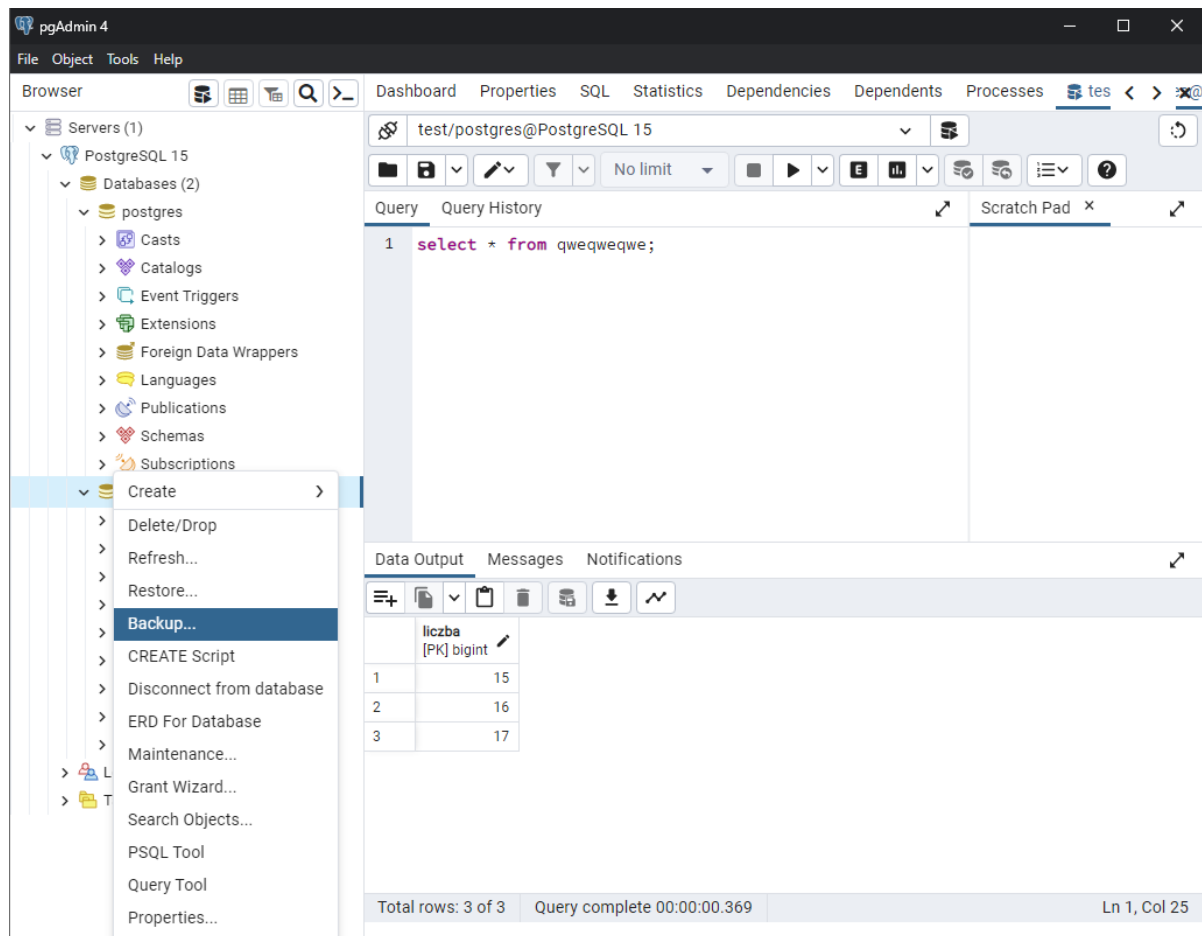 pgAdmin 4
File Object Tools Help
Browser
Servers (1)
PostgreSQL 15
Databases (2)
postgres
Casts
Catalogs
Event Triggers
Extensions
Foreign Data Wrappers
Languages
Publications
Schemas
Subscriptions
L
T
Create
Delete/Drop
Refresh...
Restore...
Backup...
CREATE Script
Disconnect from database
ERD For Database
Maintenance...
Grant Wizard...
Search Objects...
PSQL Tool
Query Tool
Properties...
Dashboard Properties SQL Statistics Dependencies Dependents Processes tes
test/postgres@PostgreSQL 15
No limit
E
Query Query History
Scratch Pad
1 select * from qweqweqwe;
Data Output Messages Notifications
liczba
[PK] bigint
1 15
2 16
3 17
Total rows: 3 of 3 Query complete 00:00:00.369 Ln 1, Col 25